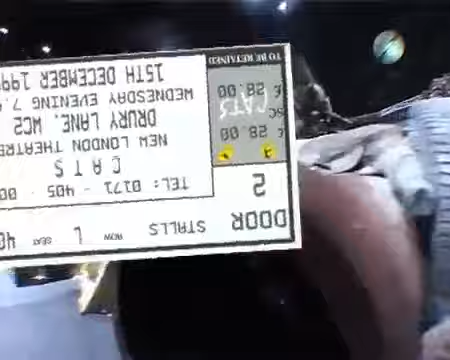 DOOR STALLS ROW L SEAT
2
TEL: 0171 - 405 -
CATS
NEW LONDON THEATRE
DRURY LANE, WC2
WEDNESDAY EVENING
15TH DECEMBER
£ 28.00
CATS
£ 28.00
TO BE RETAINED